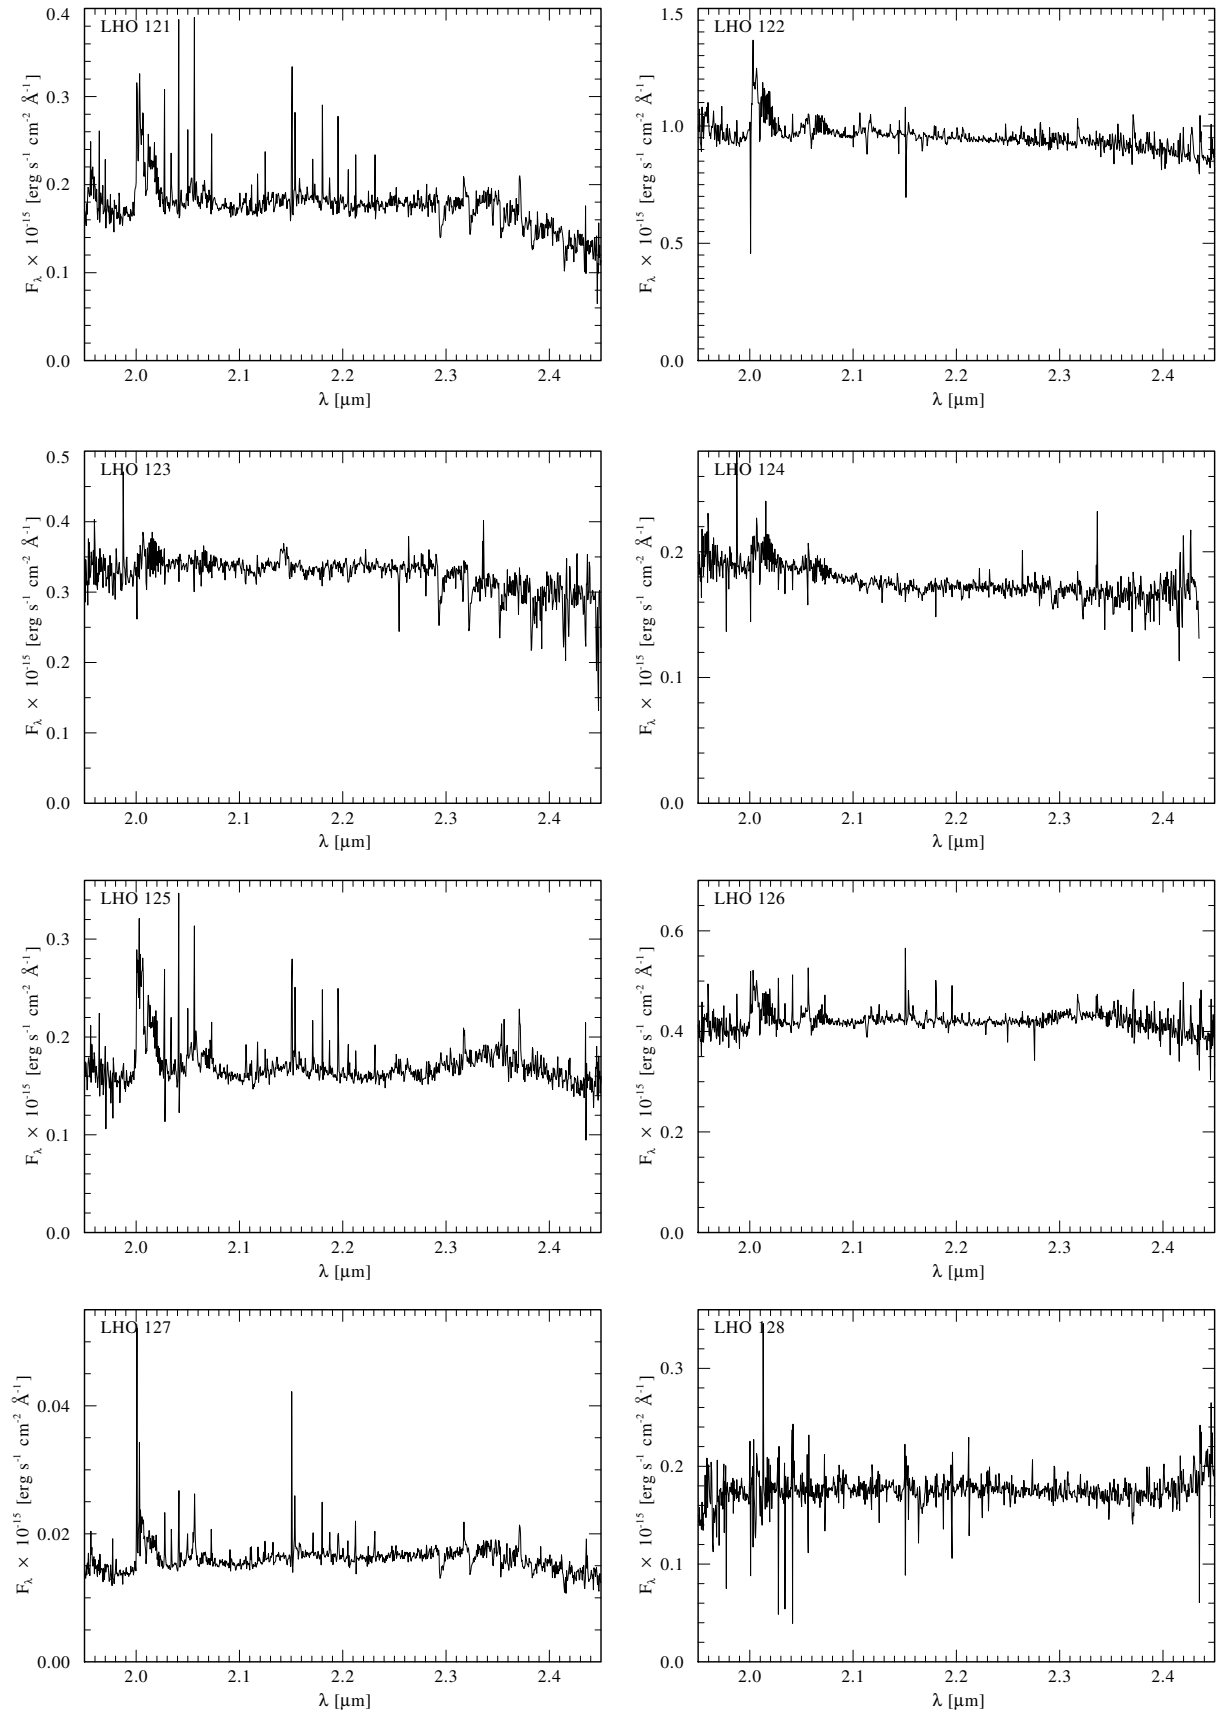 LHO 121
0.4
0.3
0.2
0.1
0.0
F_λ × 10^-15 [erg s^-1 cm^-2 Å^-1]
2.0 2.1 2.2 2.3 2.4
λ [μm]
LHO 122
1.5
1.0
0.5
0.0
F_λ × 10^-15 [erg s^-1 cm^-2 Å^-1]
2.0 2.1 2.2 2.3 2.4
λ [μm]
LHO 123
0.5
0.4
0.3
0.2
0.1
0.0
F_λ × 10^-15 [erg s^-1 cm^-2 Å^-1]
2.0 2.1 2.2 2.3 2.4
λ [μm]
LHO 124
0.2
0.1
0.0
F_λ × 10^-15 [erg s^-1 cm^-2 Å^-1]
2.0 2.1 2.2 2.3 2.4
λ [μm]
LHO 125
0.3
0.2
0.1
0.0
F_λ × 10^-15 [erg s^-1 cm^-2 Å^-1]
2.0 2.1 2.2 2.3 2.4
λ [μm]
LHO 126
0.6
0.4
0.2
0.0
F_λ × 10^-15 [erg s^-1 cm^-2 Å^-1]
2.0 2.1 2.2 2.3 2.4
λ [μm]
LHO 127
0.04
0.02
0.00
F_λ × 10^-15 [erg s^-1 cm^-2 Å^-1]
2.0 2.1 2.2 2.3 2.4
λ [μm]
LHO 128
0.3
0.2
0.1
0.0
F_λ × 10^-15 [erg s^-1 cm^-2 Å^-1]
2.0 2.1 2.2 2.3 2.4
λ [μm]